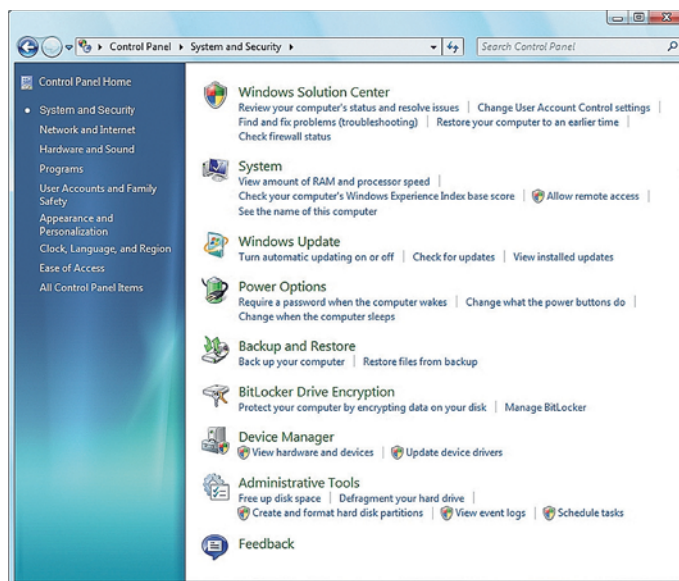 Control Panel System and Security Search Control Panel
Control Panel Home
System and Security
Network and Internet
Hardware and Sound
Programs
User Accounts and Family
Safety
Appearance and
Personalization
Clock, Language, and Region
Ease of Access
All Control Panel Items
Windows Solution Center
Review your computer's status and resolve issues Change User Account Control settings
Find and fix problems (troubleshooting) Restore your computer to an earlier time
Check firewall status
System
View amount of RAM and processor speed
Check your computer's Windows Experience Index base score Allow remote access
See the name of this computer
Windows Update
Turn automatic updating on or off Check for updates View installed updates
Power Options
Require a password when the computer wakes Change what the power buttons do
Change when the computer sleeps
Backup and Restore
Back up your computer Restore files from backup
BitLocker Drive Encryption
Protect your computer by encrypting data on your disk Manage BitLocker
Device Manager
View hardware and devices Update device drivers
Administrative Tools
Free up disk space Defragment your hard drive
Create and format hard disk partitions View event logs Schedule tasks
Feedback